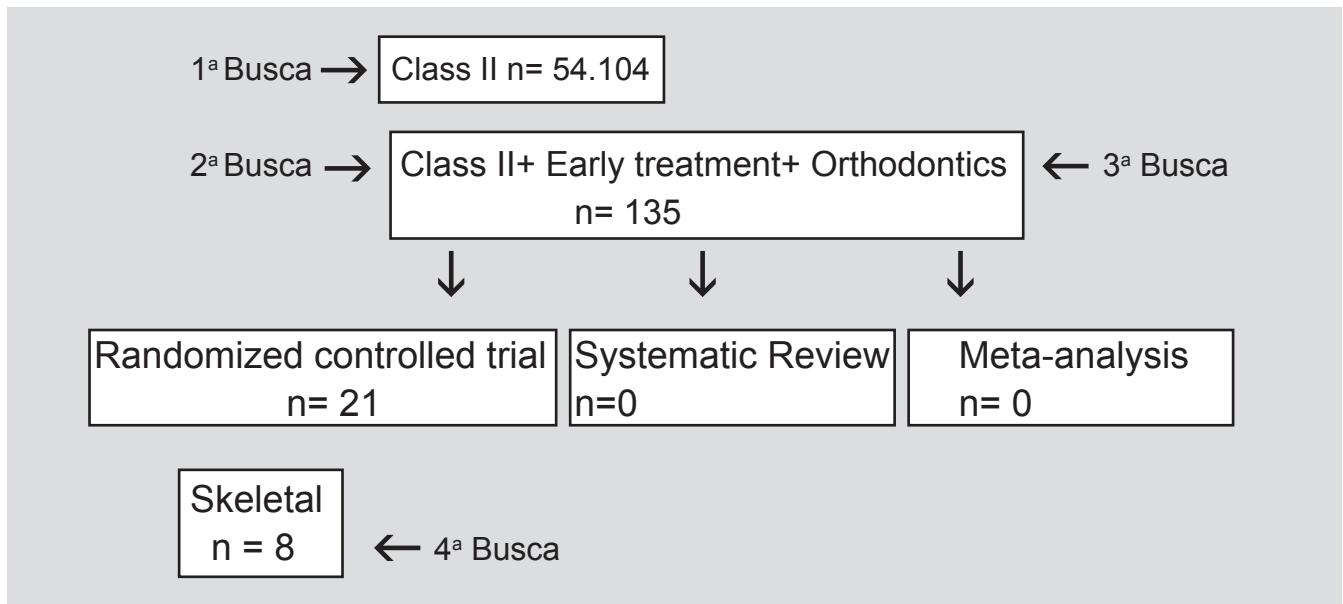 1ª Busca → Class II n= 54.104
2ª Busca → Class II+ Early treatment+ Orthodontics ← 3ª Busca
n= 135
↓ ↓ ↓
Randomized controlled trial Systematic Review Meta-analysis
n= 21 n=0 n= 0
Skeletal
n = 8 ← 4ª Busca